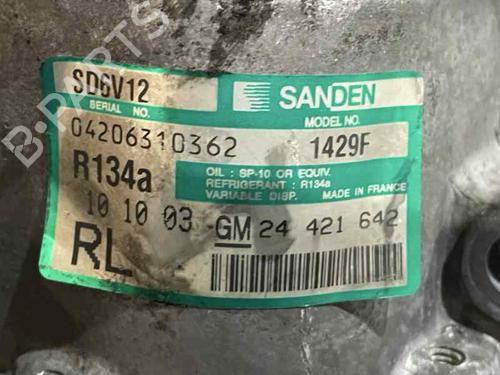 SD6V12
SANDEN
SERIAL NO.
MODEL NO.
04206310362
1429F
R134a
OIL : SP-10 OR EQUIV.
REFRIGERANT : R134a
VARIABLE DISP. MADE IN FRANCE
10 10 03 GM 24 421 642
RL
B-PARTS